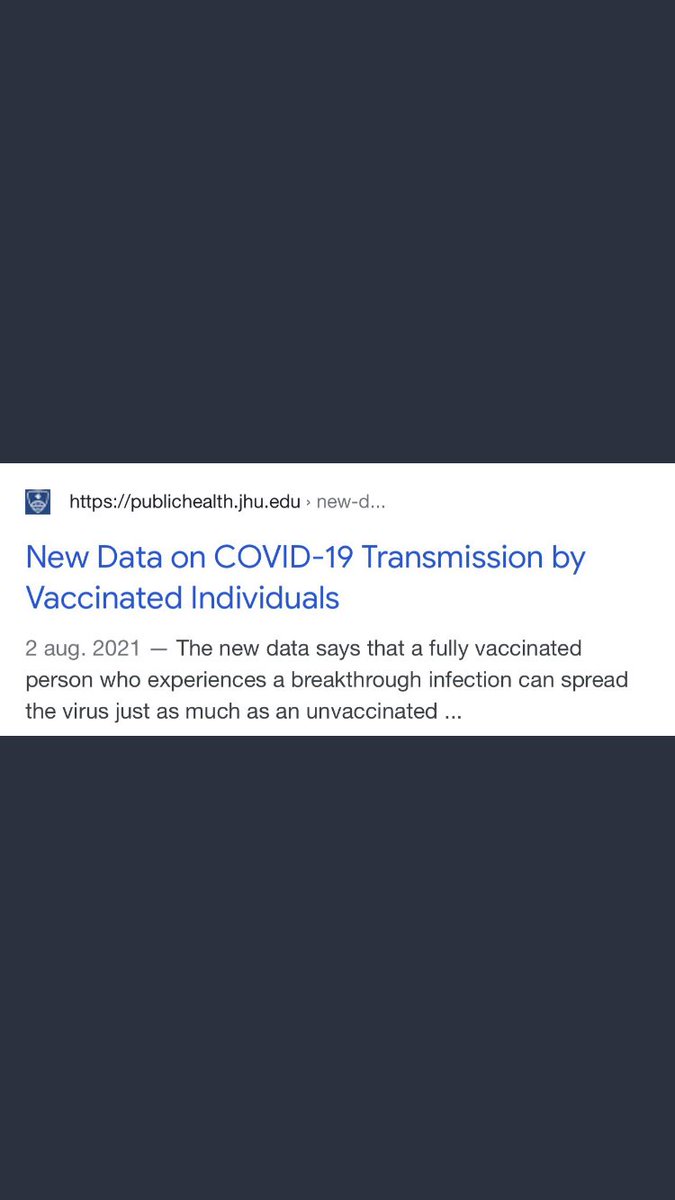 https://publichealth.jhu.edu › new-d...
New Data on COVID-19 Transmission by
Vaccinated Individuals
2 aug. 2021 — The new data says that a fully vaccinated
person who experiences a breakthrough infection can spread
the virus just as much as an unvaccinated ...